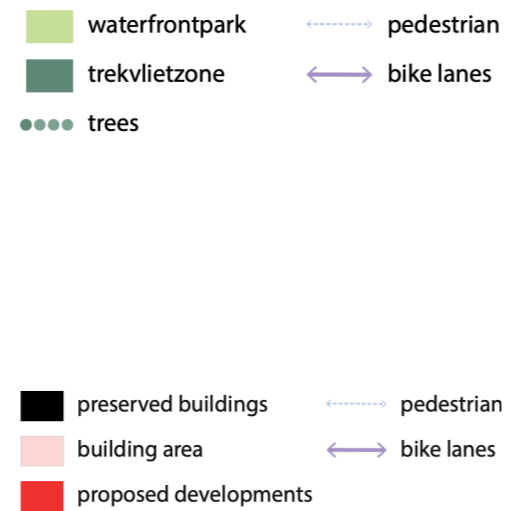 waterfrontpark pedestrian
trekvlietzone bike lanes
trees
preserved buildings pedestrian
building area bike lanes
proposed developments